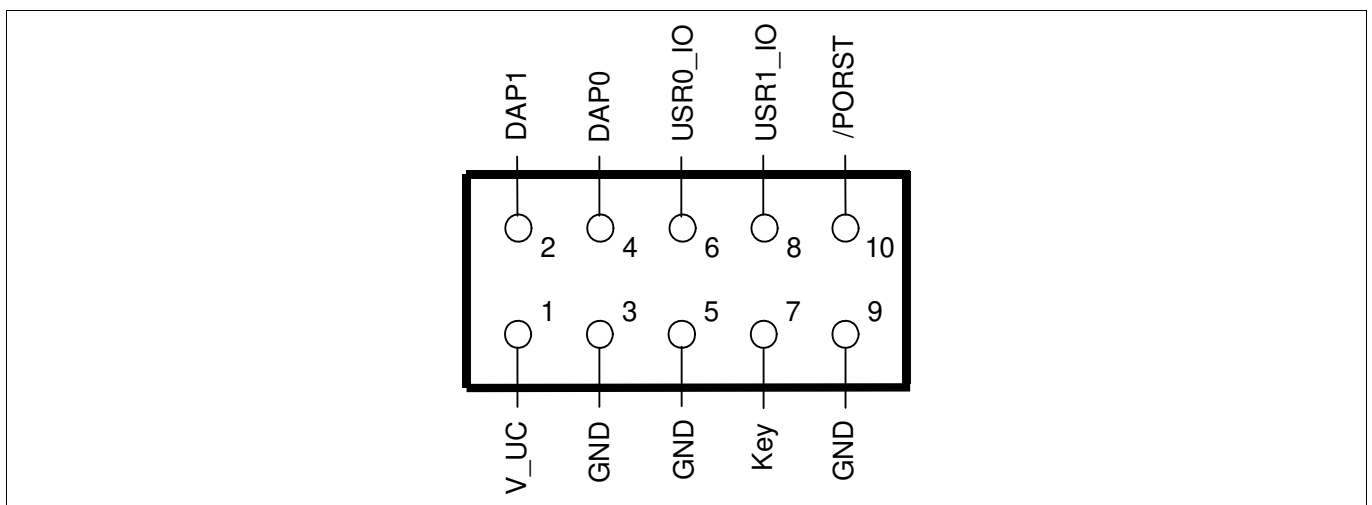 DAP1
DAP0
USR0_IO
USR1_IO
/PORST
2
4
6
8
10
1
3
5
7
9
V_UC
GND
GND
Key
GND